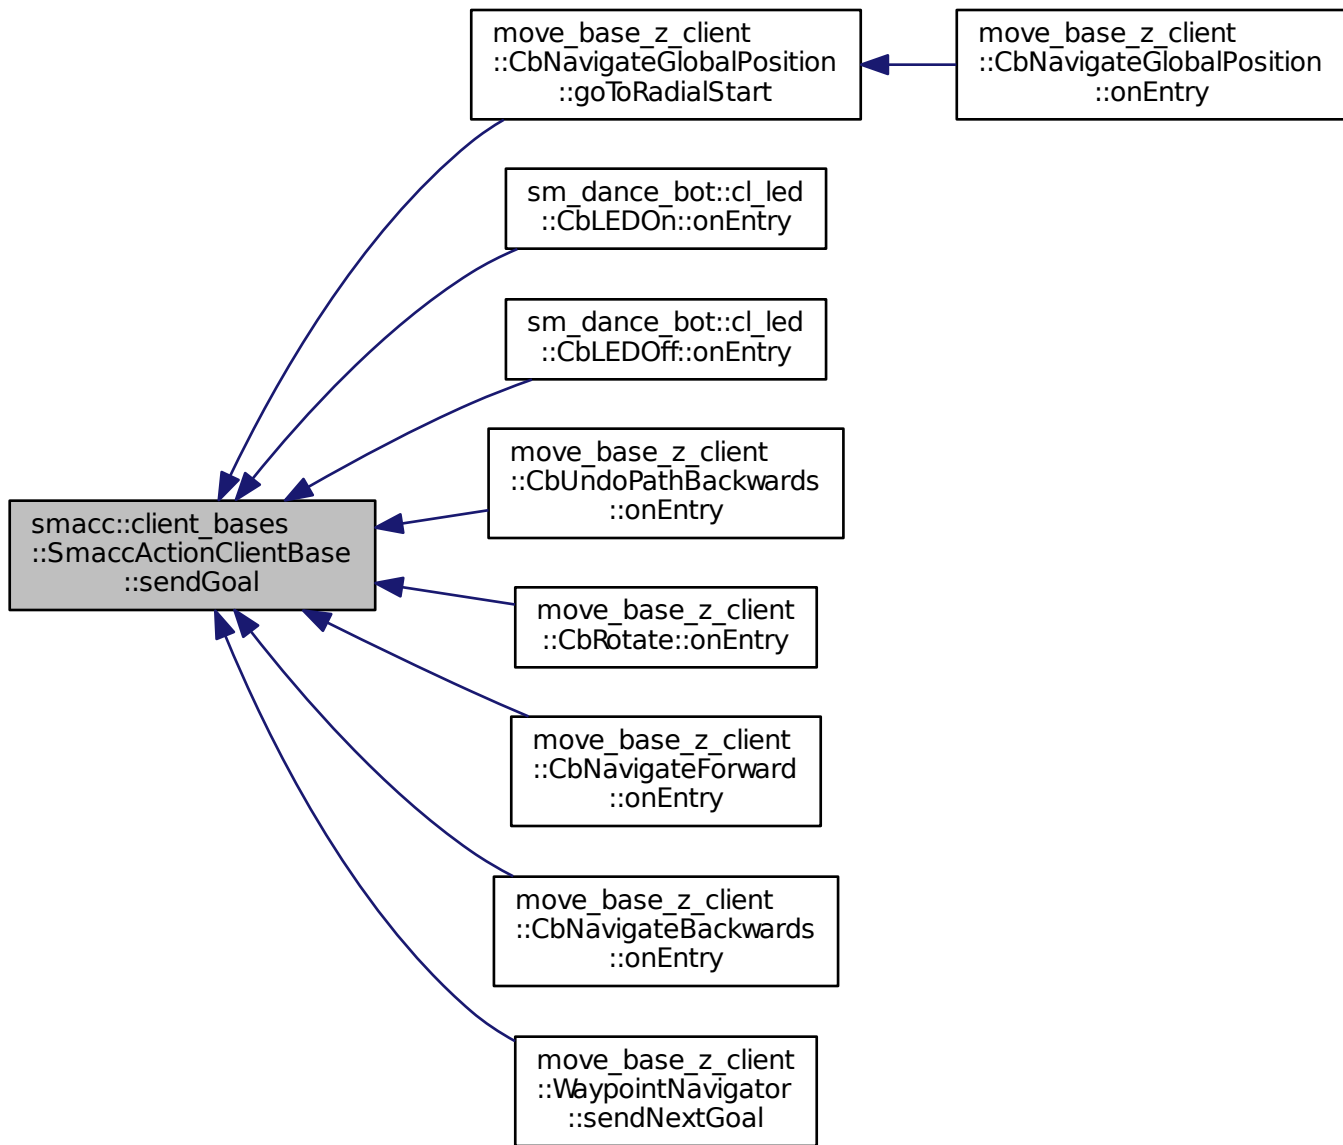 move_base_z_client
::CbNavigateGlobalPosition
::goToRadialStart
move_base_z_client
::CbNavigateGlobalPosition
::onEntry
sm_dance_bot::cl_led
::CbLEDOn::onEntry
sm_dance_bot::cl_led
::CbLEDOff::onEntry
move_base_z_client
::CbUndoPathBackwards
::onEntry
smacc::client_bases
::SmaccActionClientBase
::sendGoal
move_base_z_client
::CbRotate::onEntry
move_base_z_client
::CbNavigateForward
::onEntry
move_base_z_client
::CbNavigateBackwards
::onEntry
move_base_z_client
::WaypointNavigator
::sendNextGoal